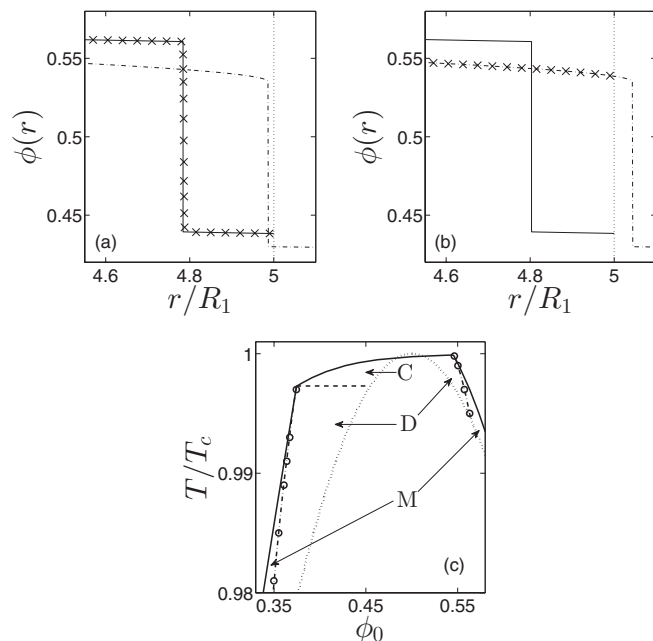 0.55
0.5
0.45
ϕ(r)
(a)
4.6 4.8 5
r/R₁
0.55
0.5
0.45
ϕ(r)
(b)
4.6 4.8 5
r/R₁
1
0.99
0.98
T/T_c
C
D
M
(c)
0.35 0.45 0.55
ϕ₀